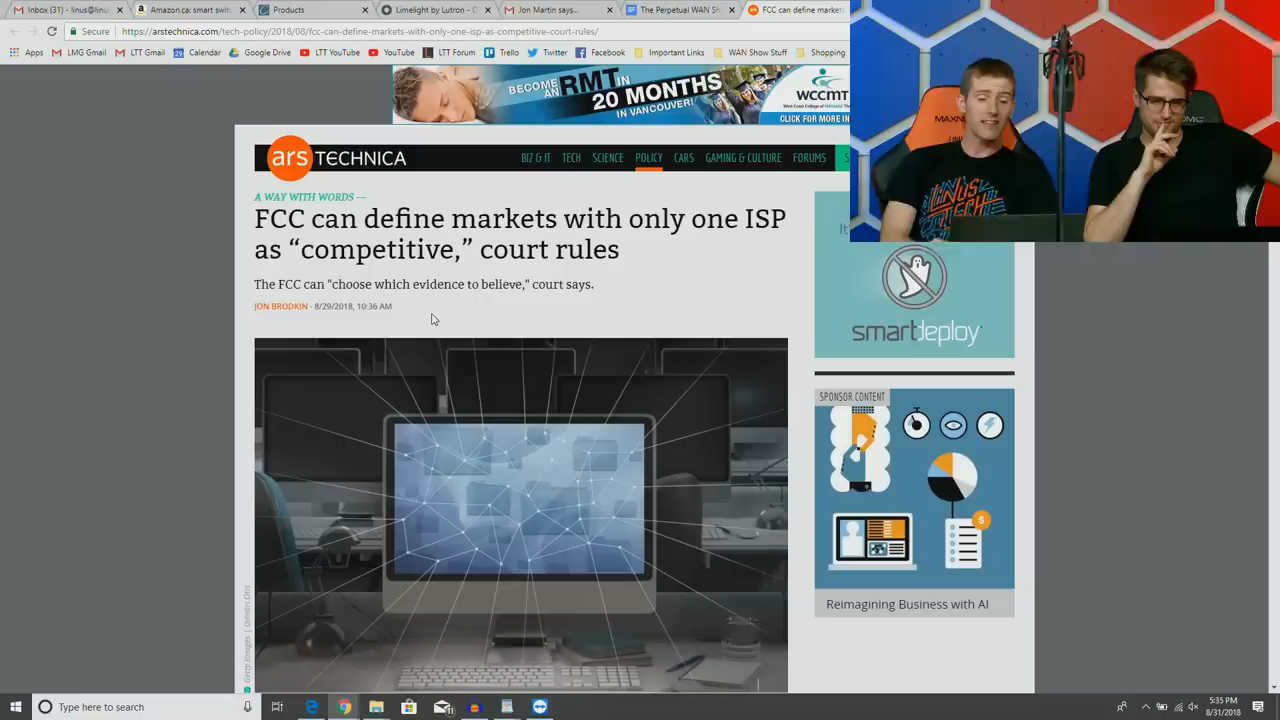 Inbox (31) - linus@linus
Amazon.ca: smart swit
Products
Limelight by Lutron - C
Jon Martin says...
The Perpetual WAN Sh
FCC can define markets
Secure
https://arstechnica.com/tech-policy/2018/08/fcc-can-define-markets-with-only-one-isp-as-competitive-court-rules/
Apps
LMG Gmail
LTT Gmail
Calendar
Google Drive
LTT YouTube
YouTube
LTT Forum
Trello
Twitter
Facebook
Important Links
WAN Show Stuff
Shopping
BECOME AN RMT IN
20 MONTHS
IN VANCOUVER!
WCCMT
CLICK FOR MORE IN
ars TECHNICA
BIZ & IT
TECH
SCIENCE
POLICY
CARS
GAMING & CULTURE
FORUMS
S
A WAY WITH WORDS —
FCC can define markets with only one ISP
as “competitive,” court rules
The FCC can "choose which evidence to believe," court says.
JON BRODKIN - 8/29/2018, 10:36 AM
LINUS
TECH
It
smartdeploy
SPONSOR CONTENT
$
Reimagining Business with AI
Type here to search
11
5:35 PM
8/31/2018